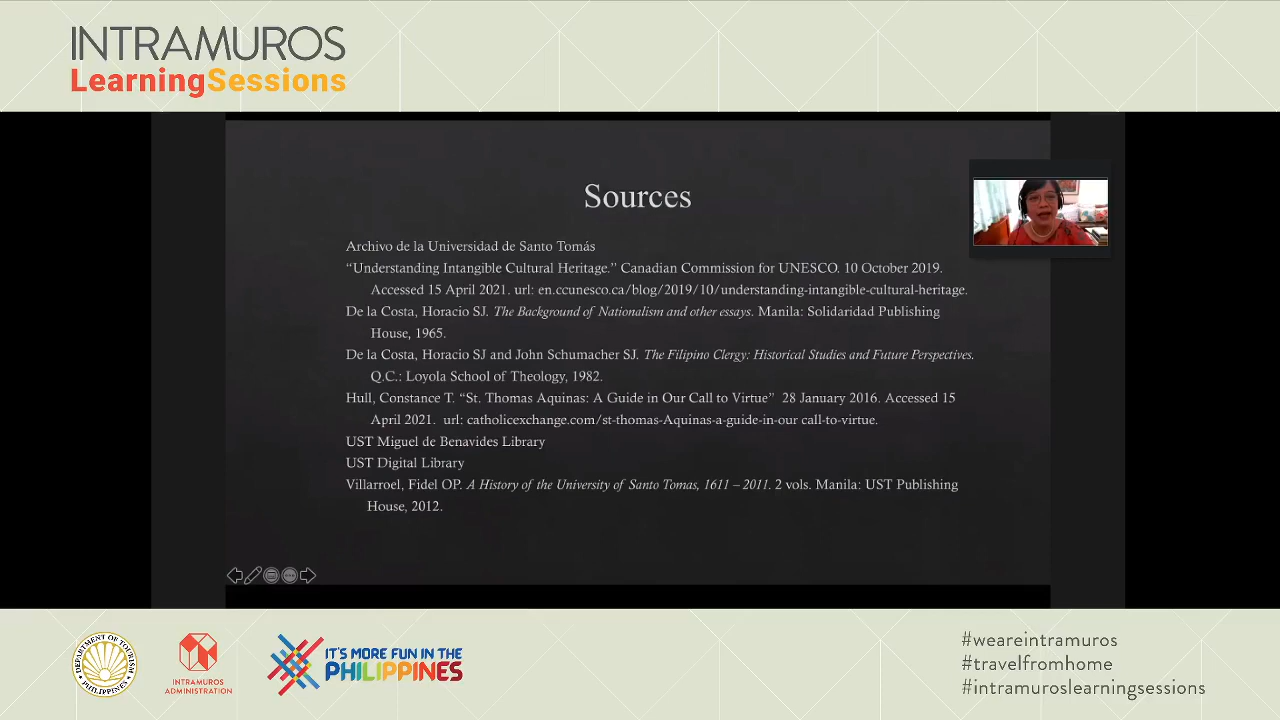 INTRAMUROS
LearningSessions
Sources
Archivo de la Universidad de Santo Tomás
“Understanding Intangible Cultural Heritage.” Canadian Commission for UNESCO. 10 October 2019.
Accessed 15 April 2021. url: en.ccunesco.ca/blog/2019/10/understanding-intangible-cultural-heritage.
De la Costa, Horacio SJ. The Background of Nationalism and other essays. Manila: Solidaridad Publishing
House, 1965.
De la Costa, Horacio SJ and John Schumacher SJ. The Filipino Clergy: Historical Studies and Future Perspectives.
Q.C.: Loyola School of Theology, 1982.
Hull, Constance T. “St. Thomas Aquinas: A Guide in Our Call to Virtue” 28 January 2016. Accessed 15
April 2021. url: catholicexchange.com/st-thomas-Aquinas-a-guide-in-our call-to-virtue.
UST Miguel de Benavides Library
UST Digital Library
Villarroel, Fidel OP. A History of the University of Santo Tomas, 1611 – 2011. 2 vols. Manila: UST Publishing
House, 2012.
DEPARTMENT OF TOURISM
PHILIPPINES
INTRAMUROS
ADMINISTRATION
IT'S MORE FUN IN THE
PHILIPPINES
#weareintramuros
#travelfromhome
#intramuroslearningsessions